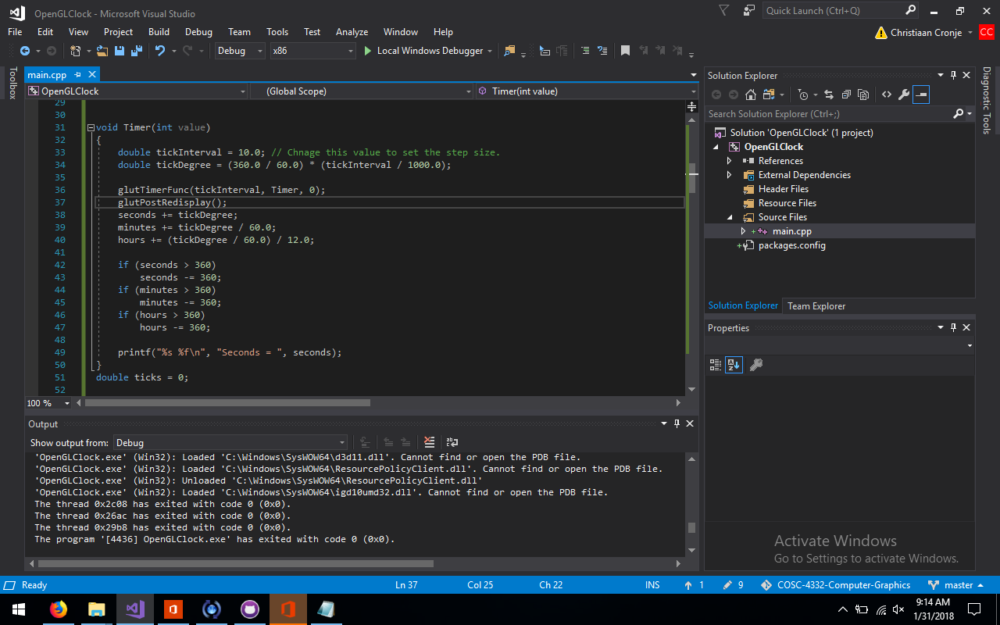 OpenGLClock - Microsoft Visual Studio
Quick Launch (Ctrl+Q)
File Edit View Project Build Debug Team Tools Test Analyze Window Help
Christiaan Cronje CC
Debug x86 Local Windows Debugger
Toolbox
main.cpp
OpenGLClock (Global Scope) Timer(int value)
29
30
31 void Timer(int value)
32 {
33 double tickInterval = 10.0; // Chnage this value to set the step size.
34 double tickDegree = (360.0 / 60.0) * (tickInterval / 1000.0);
35
36 glutTimerFunc(tickInterval, Timer, 0);
37 glutPostRedisplay();
38 seconds += tickDegree;
39 minutes += tickDegree / 60.0;
40 hours += (tickDegree / 60.0) / 12.0;
41
42 if (seconds > 360)
43 seconds -= 360;
44 if (minutes > 360)
45 minutes -= 360;
46 if (hours > 360)
47 hours -= 360;
48
49 printf("%s %f\n", "Seconds = ", seconds);
50 }
51 double ticks = 0;
52
100 %
Output
Show output from: Debug
'OpenGLClock.exe' (Win32): Loaded 'C:\Windows\SysWOW64\d3d11.dll'. Cannot find or open the PDB file.
'OpenGLClock.exe' (Win32): Loaded 'C:\Windows\SysWOW64\ResourcePolicyClient.dll'. Cannot find or open the PDB file.
'OpenGLClock.exe' (Win32): Unloaded 'C:\Windows\SysWOW64\ResourcePolicyClient.dll'
'OpenGLClock.exe' (Win32): Loaded 'C:\Windows\SysWOW64\igd10umd32.dll'. Cannot find or open the PDB file.
The thread 0x2c08 has exited with code 0 (0x0).
The thread 0x26ac has exited with code 0 (0x0).
The thread 0x29b8 has exited with code 0 (0x0).
The program '[4436] OpenGLClock.exe' has exited with code 0 (0x0).
Solution Explorer
Search Solution Explorer (Ctrl+;)
Solution 'OpenGLClock' (1 project)
OpenGLClock
References
External Dependencies
Header Files
Resource Files
Source Files
main.cpp
packages.config
Solution Explorer Team Explorer
Properties
Activate Windows
Go to Settings to activate Windows.
Diagnostic Tools
Ready Ln 37 Col 25 Ch 22 INS 1 9 COSC-4332-Computer-Graphics master
9:14 AM
1/31/2018